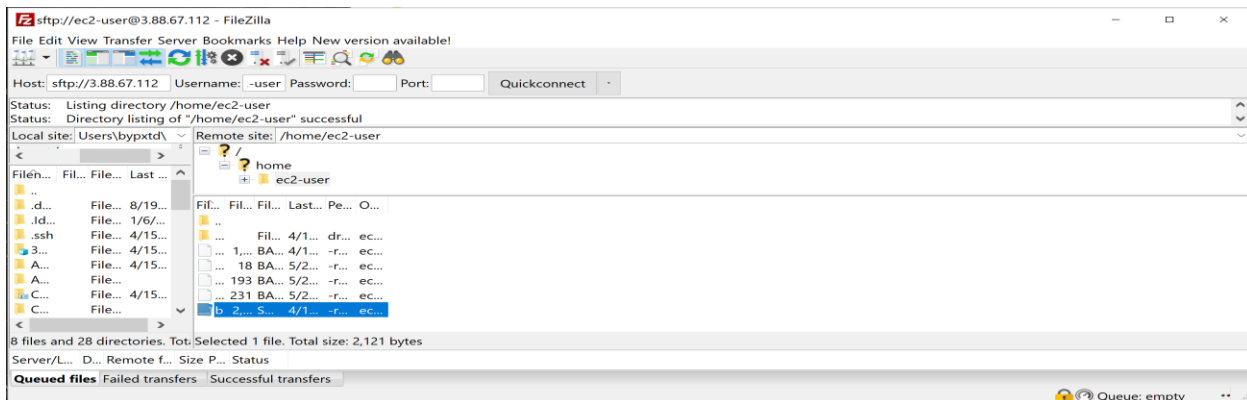 sftp://ec2-user@3.88.67.112 - FileZilla
File Edit View Transfer Server Bookmarks Help New version available!
Host: sftp://3.88.67.112 Username: -user Password: Port: Quickconnect
Status: Listing directory /home/ec2-user
Status: Directory listing of "/home/ec2-user" successful
Local site: Users\bypxtd\
Filen... Fil... File... Last ...
..
.d... File... 8/19...
.ld... File... 1/6/...
.ssh File... 4/15...
3... File... 4/15...
A... File... 4/15...
A... File...
C... File... 4/15...
C... File...
8 files and 28 directories. Tot
Remote site: /home/ec2-user
/
home
ec2-user
Fil... Fil... Fil... Last... Pe... O...
..
... Fil... 4/1... dr... ec...
... 1,... BA... 4/1... -r... ec...
... 18 BA... 5/2... -r... ec...
... 193 BA... 5/2... -r... ec...
... 231 BA... 5/2... -r... ec...
b 2,... S... 4/1... -r... ec...
Selected 1 file. Total size: 2,121 bytes
Server/L... D... Remote f... Size P... Status
Queued files Failed transfers Successful transfers
Queue: empty